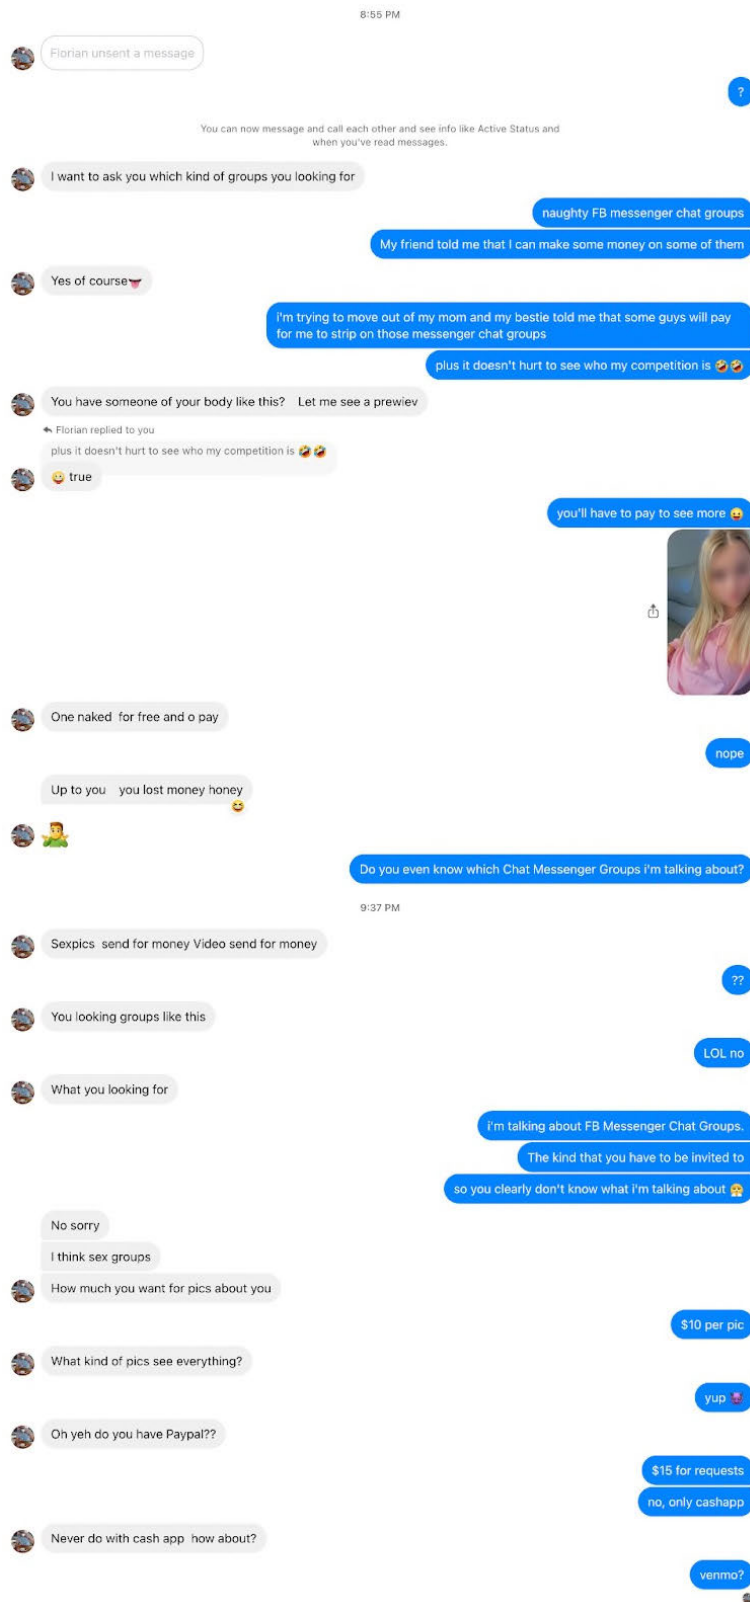 8:55 PM
Florian unsent a message
?
You can now message and call each other and see info like Active Status and
when you've read messages.
I want to ask you which kind of groups you looking for
naughty FB messenger chat groups
My friend told me that I can make some money on some of them
Yes of course
i'm trying to move out of my mom and my bestie told me that some guys will pay
for me to strip on those messenger chat groups
plus it doesn't hurt to see who my competition is 🤣🤣
You have someone of your body like this? Let me see a prewiev
Florian replied to you
plus it doesn't hurt to see who my competition is 🤣🤣
😜 true
you'll have to pay to see more 😜
One naked for free and o pay
nope
Up to you you lost money honey
Do you even know which Chat Messenger Groups i'm talking about?
9:37 PM
Sexpics send for money Video send for money
??
You looking groups like this
LOL no
What you looking for
i'm talking about FB Messenger Chat Groups.
The kind that you have to be invited to
so you clearly don't know what i'm talking about 😤
No sorry
I think sex groups
How much you want for pics about you
$10 per pic
What kind of pics see everything?
yup 😈
Oh yeh do you have Paypal??
$15 for requests
no, only cashapp
Never do with cash app how about?
venmo?